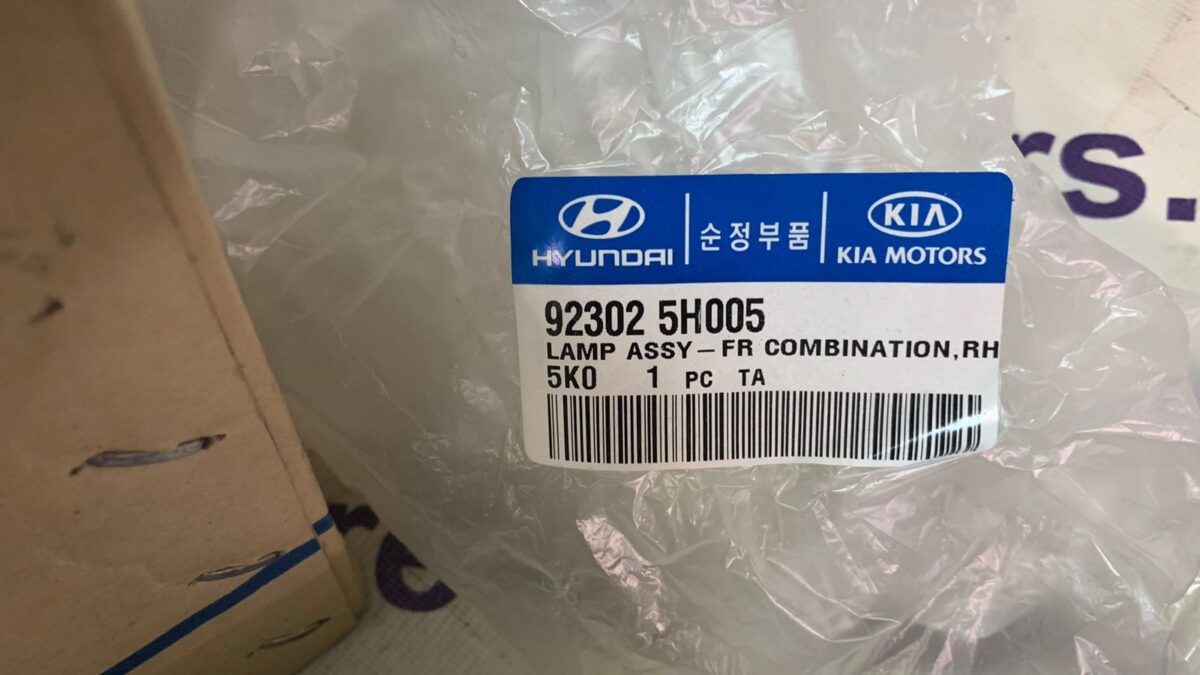 HYUNDAI
순정부품
KIA
KIA MOTORS
92302 5H005
LAMP ASSY–FR COMBINATION,RH
5K0 1 PC TA
rs.